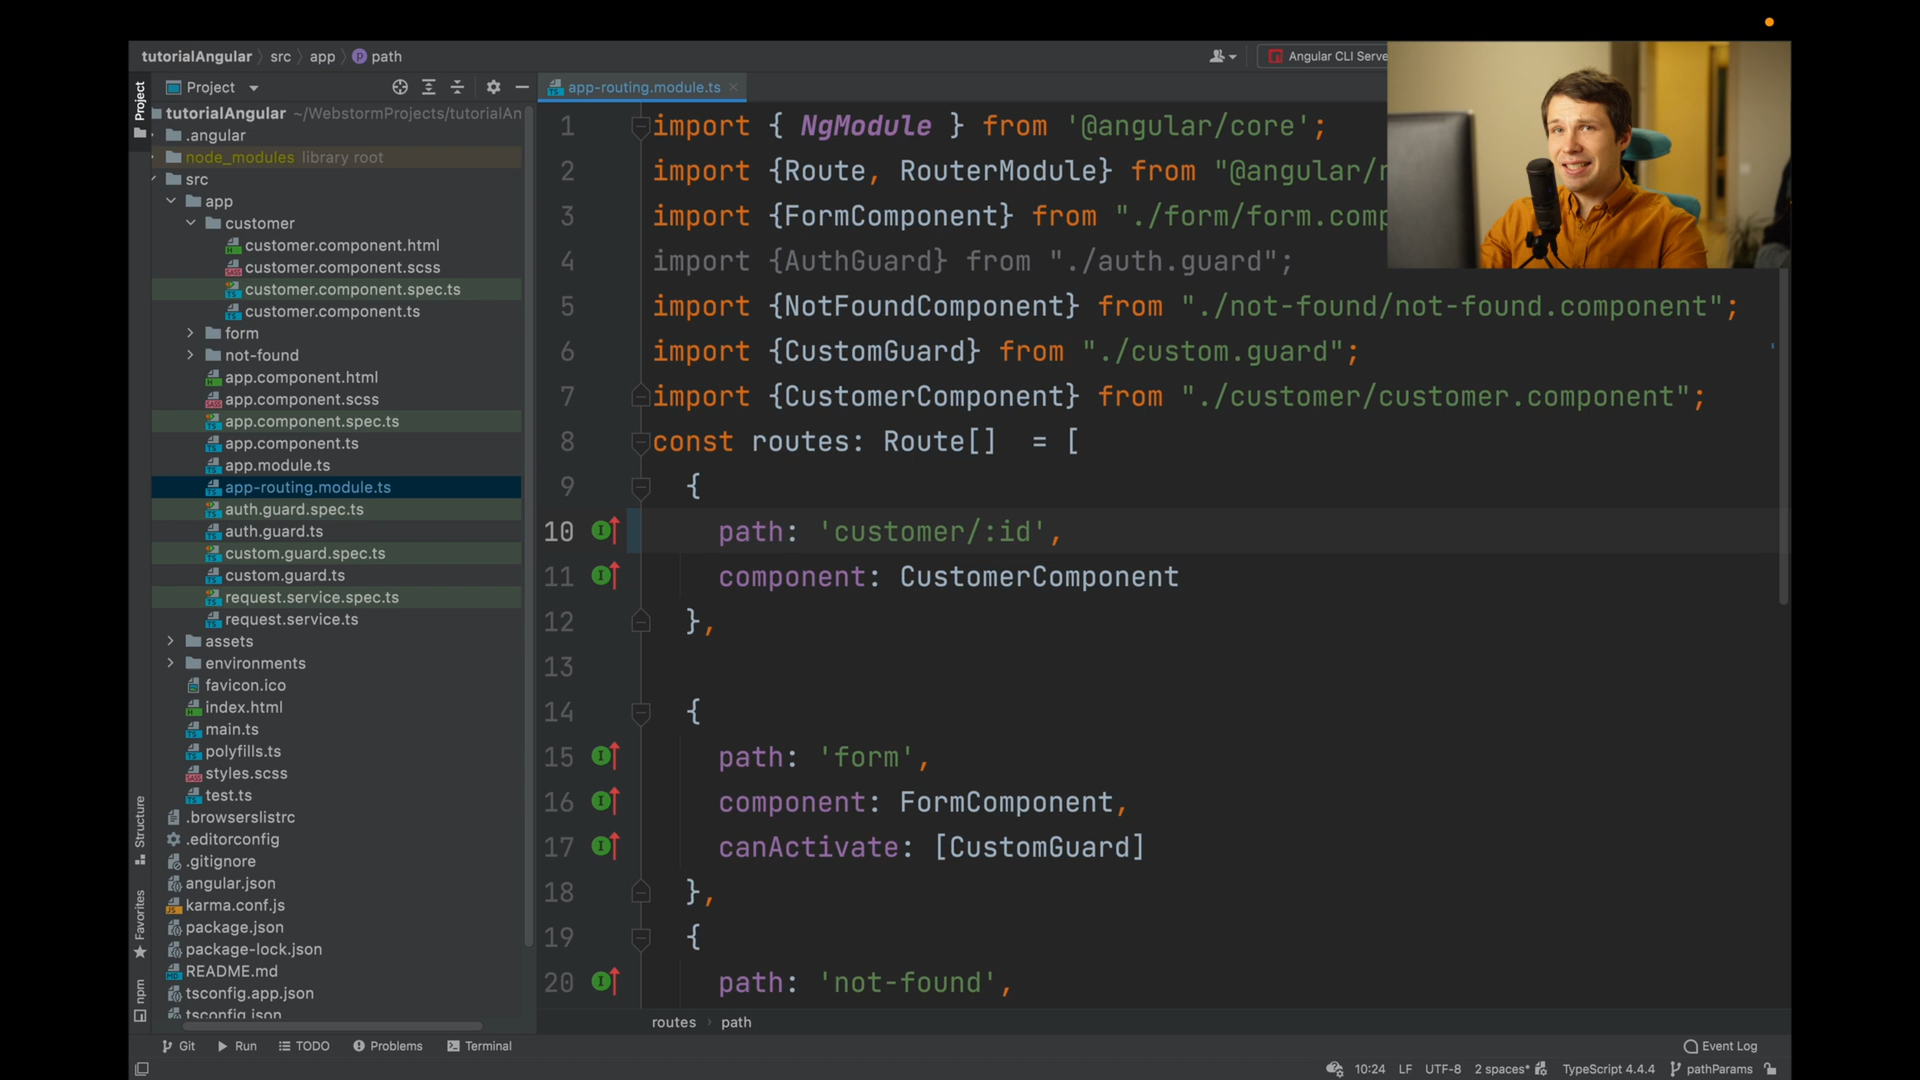 tutorialAngular src app path
Angular CLI Serve
Project
Project
app-routing.module.ts
tutorialAngular ~/WebstormProjects/tutorialAn
.angular
node_modules library root
src
app
customer
customer.component.html
customer.component.scss
customer.component.spec.ts
customer.component.ts
form
not-found
app.component.html
app.component.scss
app.component.spec.ts
app.component.ts
app.module.ts
app-routing.module.ts
auth.guard.spec.ts
auth.guard.ts
custom.guard.spec.ts
custom.guard.ts
request.service.spec.ts
request.service.ts
assets
environments
favicon.ico
index.html
main.ts
polyfills.ts
styles.scss
test.ts
.browserslistrc
.editorconfig
.gitignore
angular.json
karma.conf.js
package.json
package-lock.json
README.md
tsconfig.app.json
tsconfig.json
Structure
Favorites
npm
1 import { NgModule } from '@angular/core';
2 import {Route, RouterModule} from "@angular/r
3 import {FormComponent} from "./form/form.comp
4 import {AuthGuard} from "./auth.guard";
5 import {NotFoundComponent} from "./not-found/not-found.component";
6 import {CustomGuard} from "./custom.guard";
7 import {CustomerComponent} from "./customer/customer.component";
8 const routes: Route[] = [
9 {
10 path: 'customer/:id',
11 component: CustomerComponent
12 },
13
14 {
15 path: 'form',
16 component: FormComponent,
17 canActivate: [CustomGuard]
18 },
19 {
20 path: 'not-found',
routes path
Git Run TODO Problems Terminal Event Log
10:24 LF UTF-8 2 spaces* TypeScript 4.4.4 pathParams